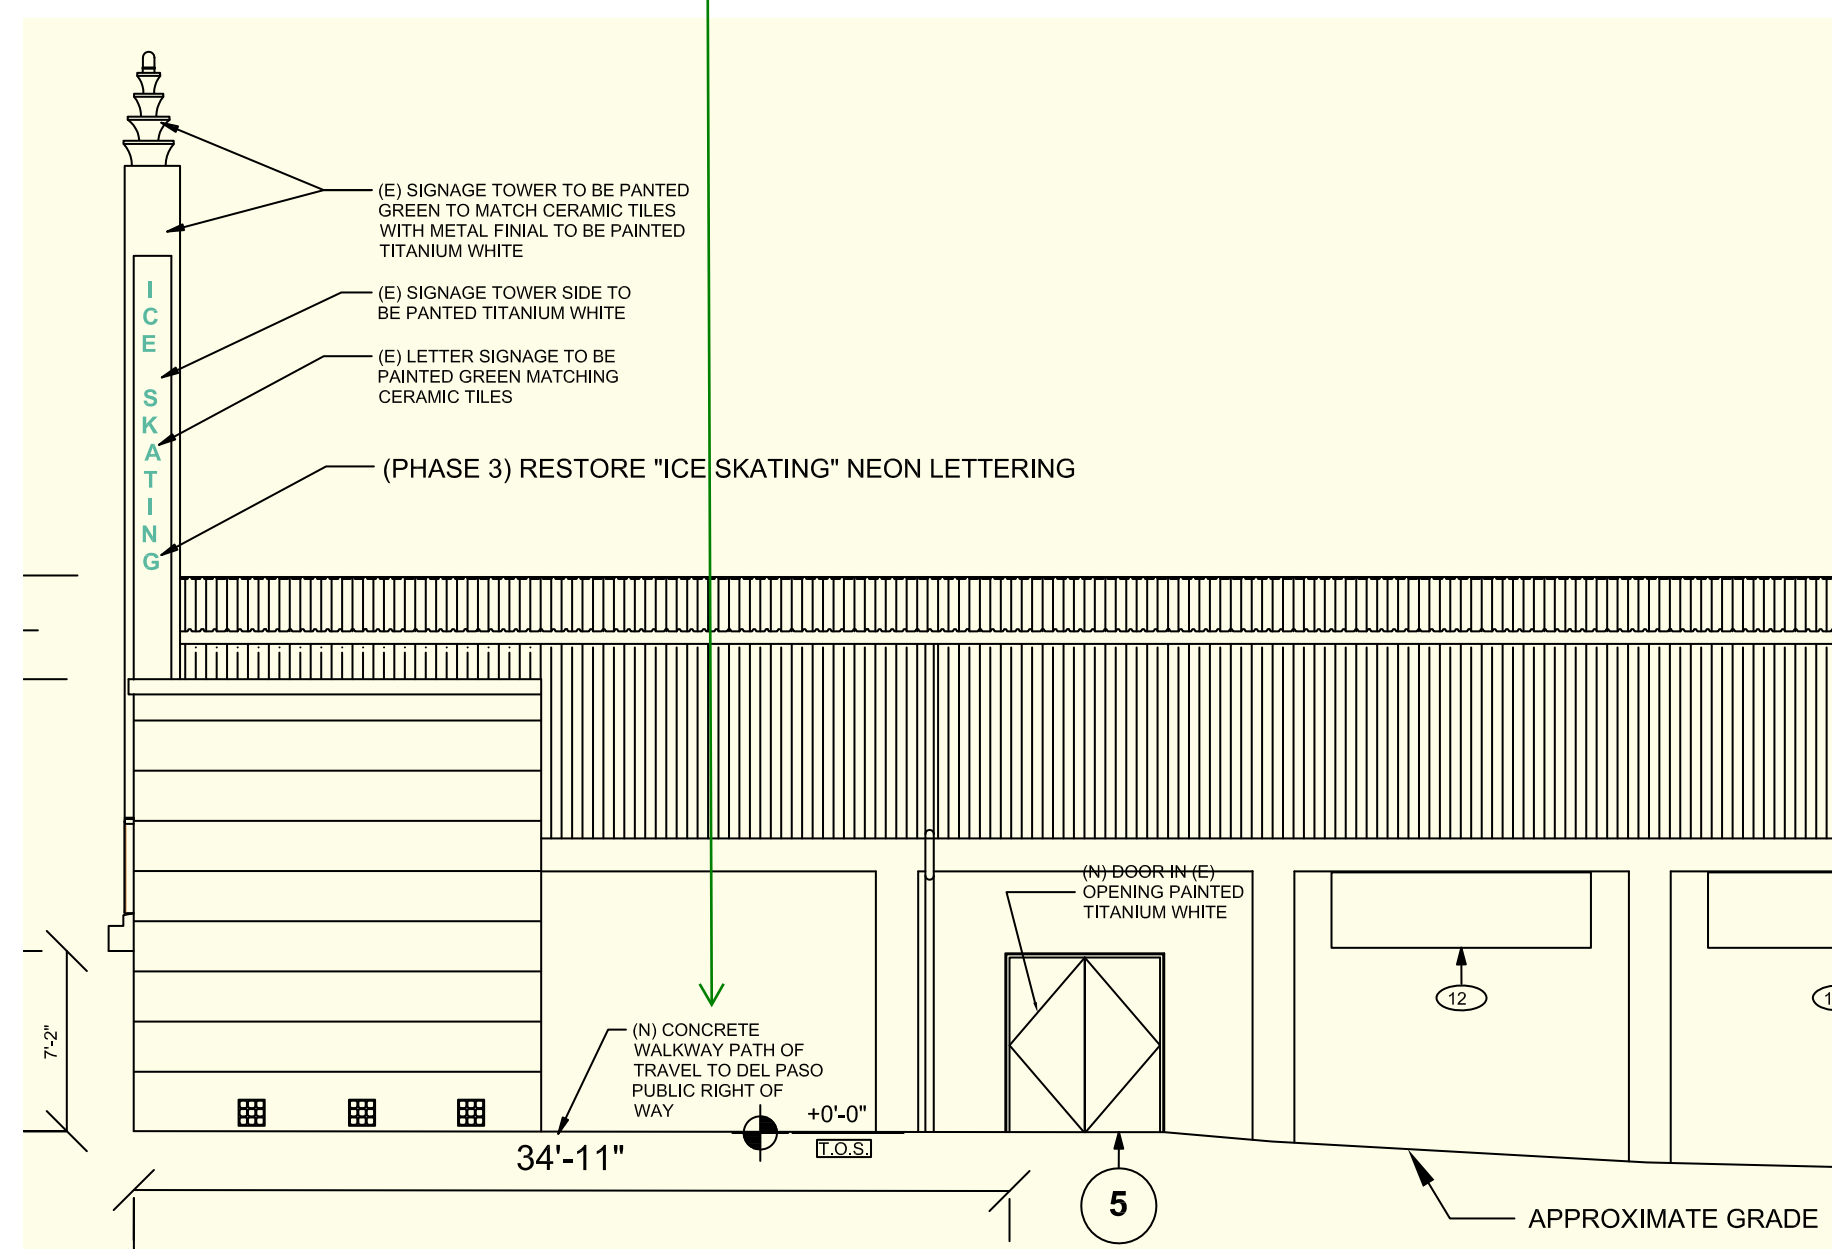 (E) SIGNAGE TOWER TO BE PANTED
GREEN TO MATCH CERAMIC TILES
WITH METAL FINIAL TO BE PAINTED
TITANIUM WHITE
(E) SIGNAGE TOWER SIDE TO
BE PANTED TITANIUM WHITE
(E) LETTER SIGNAGE TO BE
PAINTED GREEN MATCHING
CERAMIC TILES
(PHASE 3) RESTORE "ICE SKATING" NEON LETTERING
ICE SKATING
(N) DOOR IN (E)
OPENING PAINTED
TITANIUM WHITE
12
7'-2"
(N) CONCRETE
WALKWAY PATH OF
TRAVEL TO DEL PASO
PUBLIC RIGHT OF
WAY
+0'-0"
T.O.S.
34'-11"
5
APPROXIMATE GRADE